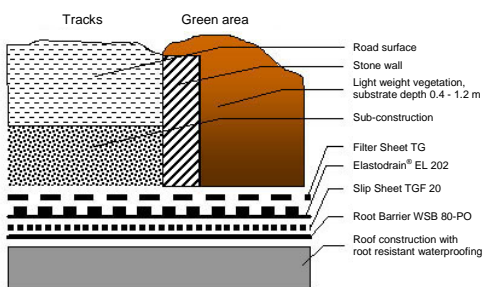 Tracks
Green area
Road surface
Stone wall
Light weight vegetation,
substrate depth 0.4 - 1.2 m
Sub-construction
Filter Sheet TG
Elastodrain® EL 202
Slip Sheet TGF 20
Root Barrier WSB 80-PO
Roof construction with
root resistant waterproofing